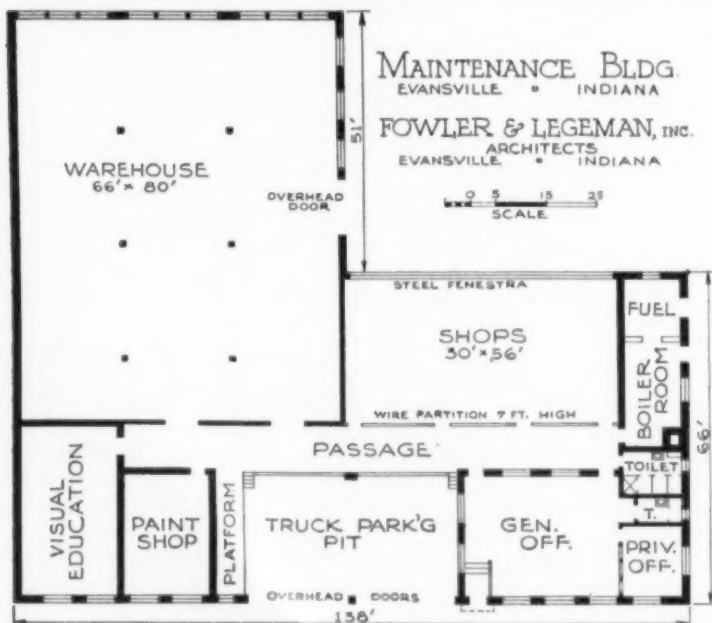 MAINTENANCE BLDG.
EVANSVILLE • INDIANA
FOWLER & LEGEMAN, INC.
ARCHITECTS
EVANSVILLE • INDIANA
0 5 15 25
SCALE
51'
WAREHOUSE
66' x 80'
OVERHEAD
DOOR
STEEL FENESTRA
SHOPS
30' x 56'
WIRE PARTITION 7 FT. HIGH
FUEL
BOILER
ROOM
66'
PASSAGE
TOILET
T.
VISUAL
EDUCATION
PAINT
SHOP
PLATFORM
TRUCK PARK'G
PIT
GEN.
OFF.
PRIV.
OFF.
OVERHEAD DOORS
138'